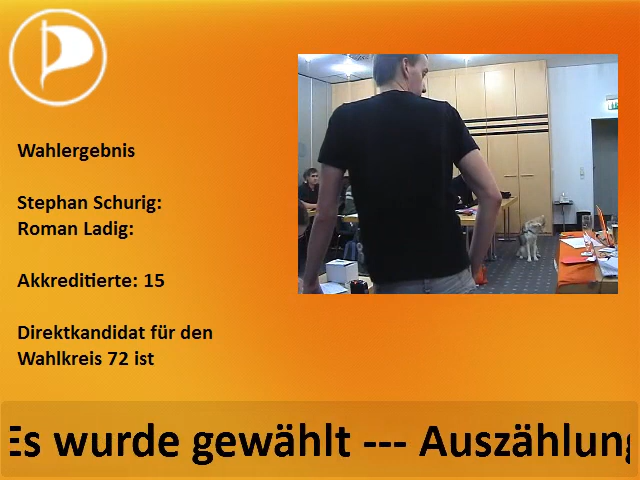 Wahlergebnis
Stephan Schurig:
Roman Ladig:
Akkreditierte: 15
Direktkandidat für den
Wahlkreis 72 ist
Es wurde gewählt --- Auszählung